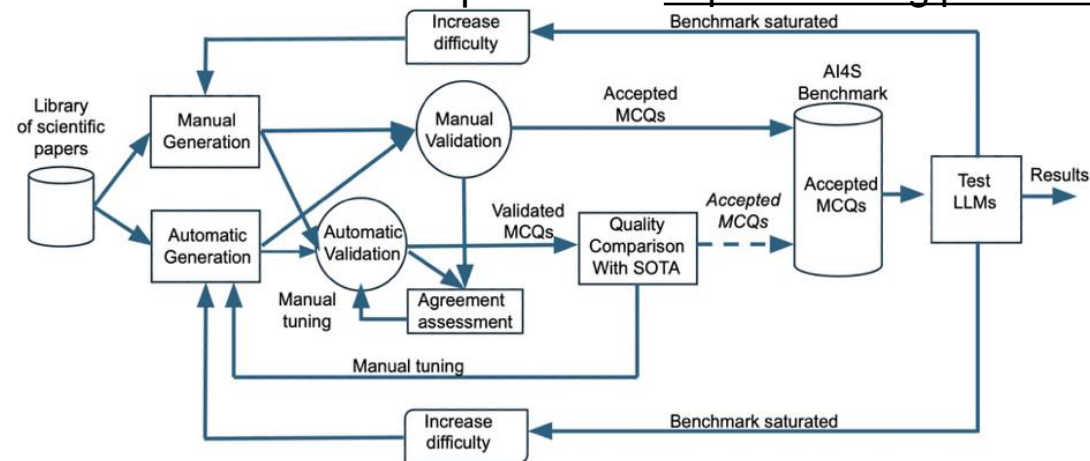 Increase
difficulty
Benchmark saturated
AI4S
Benchmark
Library
of scientific
papers
Manual
Generation
Manual
Validation
Accepted
MCQs
Accepted
MCQs
Test
LLMs
Results
Automatic
Generation
Automatic
Validation
Validated
MCQs
Quality
Comparison
With SOTA
Accepted
MCQs
Manual
tuning
Agreement
assessment
Manual tuning
Increase
difficulty
Benchmark saturated